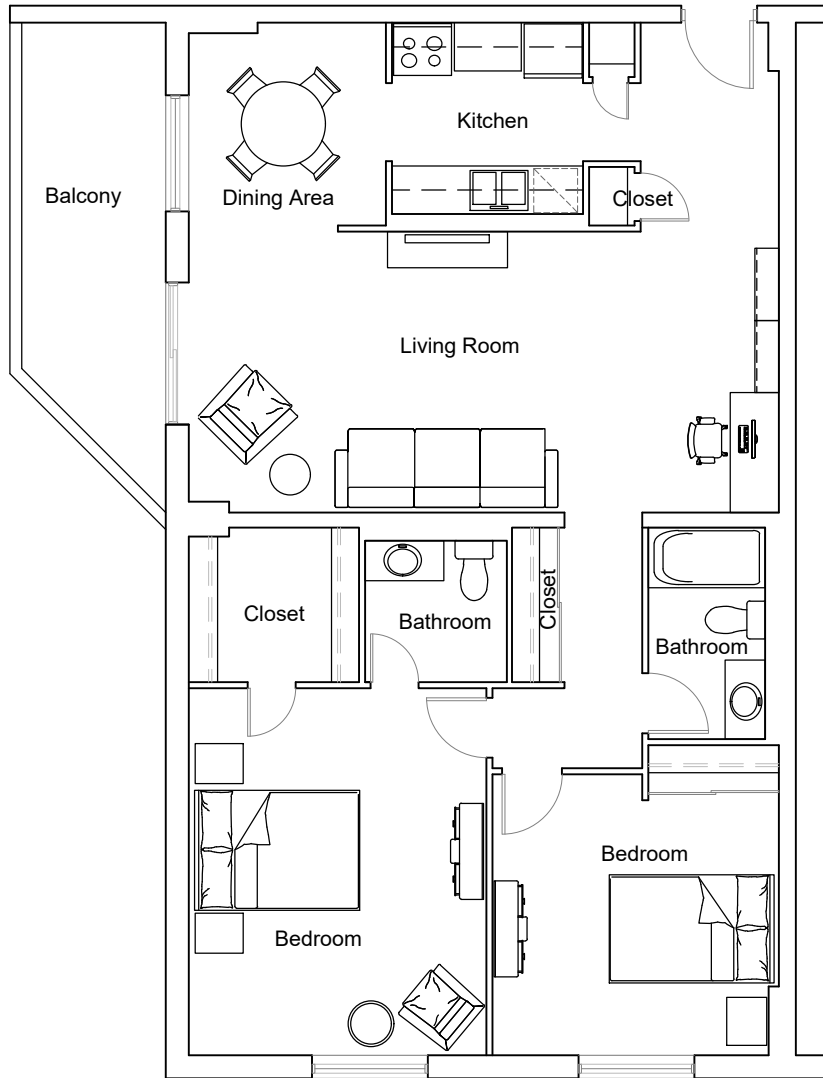 Kitchen
Balcony
Dining Area
Closet
Living Room
Closet
Closet
Bathroom
Bathroom
Bedroom
Bedroom